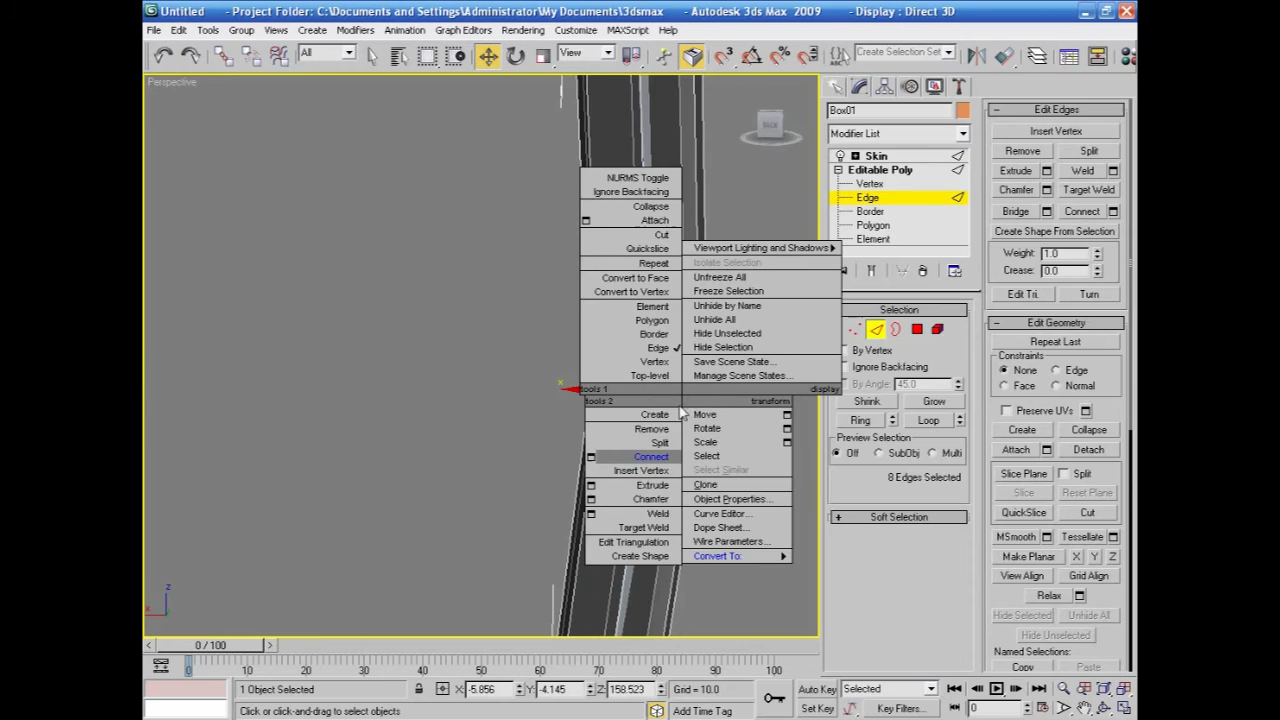 Untitled - Project Folder: C:\Documents and Settings\Administrator\My Documents\3dsmax - Autodesk 3ds Max 2009 - Display : Direct 3D
File Edit Tools Group Views Create Modifiers Animation Graph Editors Rendering Customize MAXScript Help
All View Create Selection Set
Perspective
BACK
NURMS Toggle
Ignore Backfacing
Collapse
Attach
Cut
Quickslice
Repeat
Convert to Face
Convert to Vertex
Element
Polygon
Border
Edge
Vertex
Top-level
tools 1
Viewport Lighting and Shadows
Isolate Selection
Unfreeze All
Freeze Selection
Unhide by Name
Unhide All
Hide Unselected
Hide Selection
Save Scene State...
Manage Scene States...
display
tools 2
Create
Remove
Split
Connect
Insert Vertex
Extrude
Chamfer
Weld
Target Weld
Edit Triangulation
Create Shape
transform
Move
Rotate
Scale
Select
Select Similar
Clone
Object Properties...
Curve Editor...
Dope Sheet...
Wire Parameters...
Convert To:
x
z
x
Box01
Modifier List
Skin
Editable Poly
Vertex
Edge
Border
Polygon
Element
Selection
By Vertex
Ignore Backfacing
By Angle: 45.0
Shrink Grow
Ring Loop
Preview Selection
Off SubObj Multi
8 Edges Selected
Soft Selection
Edit Edges
Insert Vertex
Remove Split
Extrude Weld
Chamfer Target Weld
Bridge Connect
Create Shape From Selection
Weight: 1.0
Crease: 0.0
Edit Tri. Turn
Edit Geometry
Repeat Last
Constraints
None Edge
Face Normal
Preserve UVs
Create Collapse
Attach Detach
Slice Plane Split
Slice Reset Plane
QuickSlice Cut
MSmooth Tessellate
Make Planar X Y Z
View Align Grid Align
Relax
Hide Selected Unhide All
Hide Unselected
Named Selections:
Copy Paste
0 / 100
0 10 20 30 40 50 60 70 80 90 100
1 Object Selected X: -5.856 Y: -4.145 Z: 158.523 Grid = 10.0 Auto Key Selected
Click or click-and-drag to select objects Add Time Tag Set Key Key Filters... 0